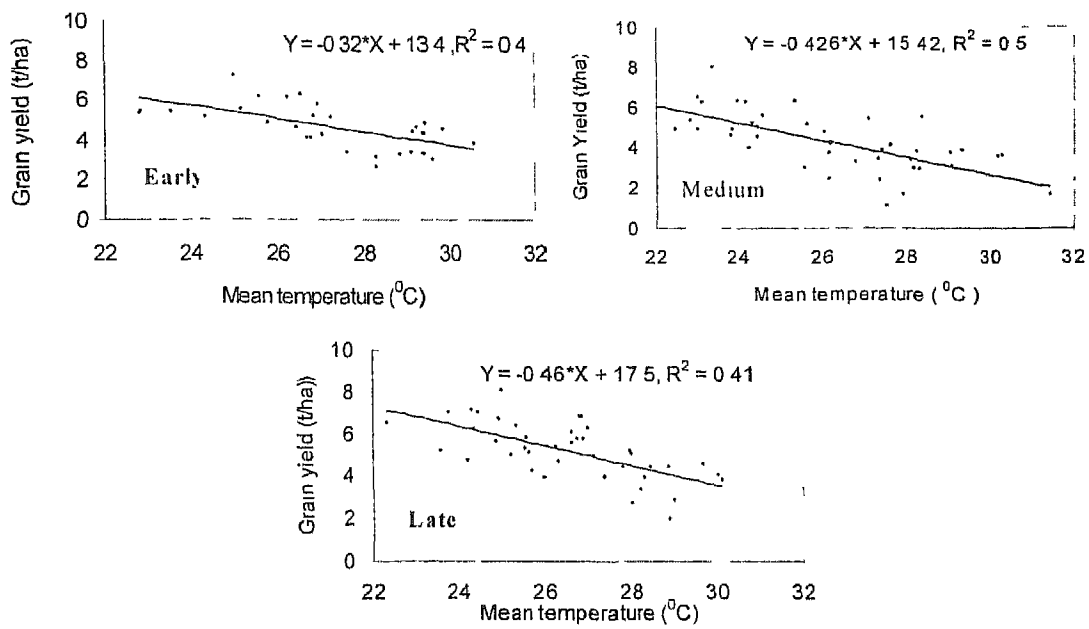 Y = -0 32*X + 13 4 , R² = 0 4
Grain yield (t/ha)
10
8
6
4
2
0
Early
22 24 26 28 30 32
Mean temperature (⁰C)
Y = -0 426*X + 15 42, R² = 0 5
Grain Yield (t/ha)
10
8
6
4
2
0
Medium
22 24 26 28 30 32
Mean temperature ( ⁰C )
Y = -0 46*X + 17 5, R² = 0 41
Grain yield (t/ha))
10
8
6
4
2
0
Late
22 24 26 28 30 32
Mean temperature (⁰C)